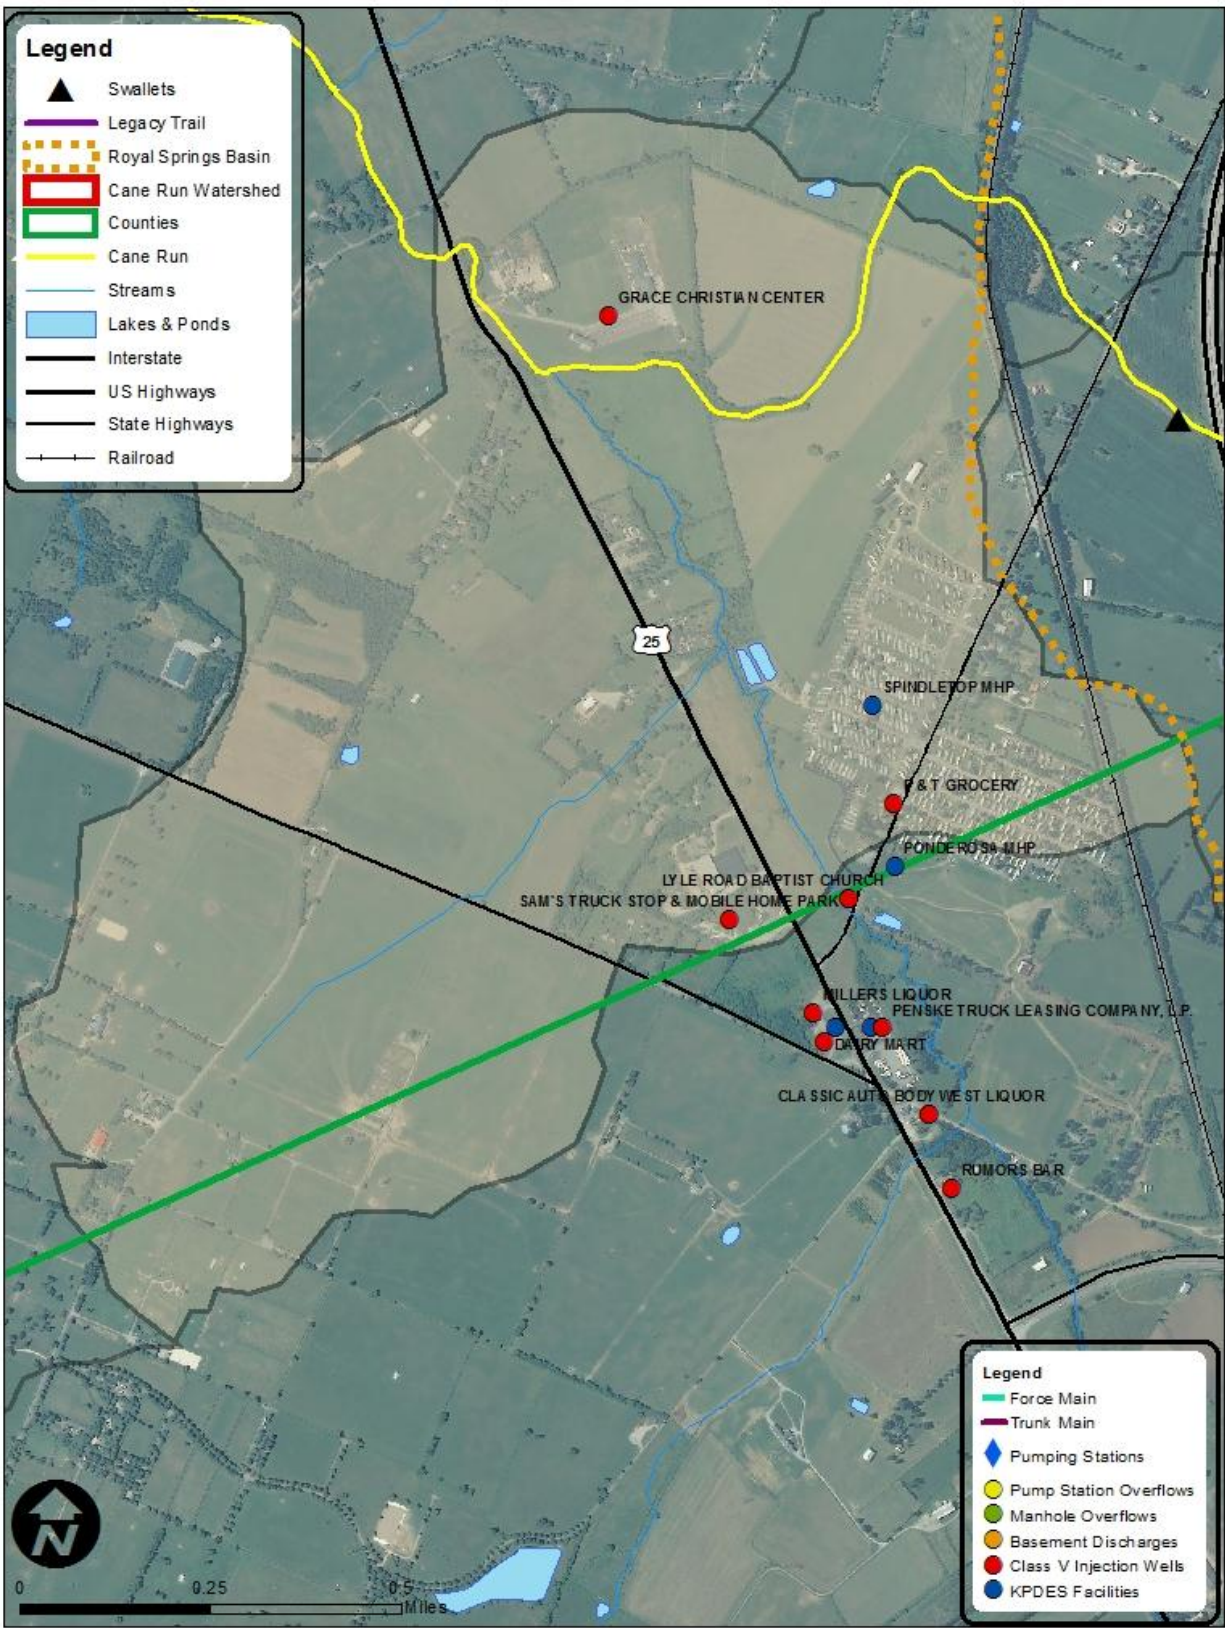 Legend
Swallets
Legacy Trail
Royal Springs Basin
Cane Run Watershed
Counties
Cane Run
Streams
Lakes & Ponds
Interstate
US Highways
State Highways
Railroad
GRACE CHRISTIAN CENTER
25
SPINDLETOP MHP
P & T GROCERY
PONDEROSA MHP
LYLE ROAD BAPTIST CHURCH
SAM'S TRUCK STOP & MOBILE HOME PARK
MILLERS LIQUOR
PENSKE TRUCK LEASING COMPANY, L.P.
DAIRY MART
CLASSIC AUTO BODY WEST LIQUOR
RUMORS BAR
Legend
Force Main
Trunk Main
Pumping Stations
Pump Station Overflows
Manhole Overflows
Basement Discharges
Class V Injection Wells
KPDES Facilities
N
0 0.25 0.5
Miles